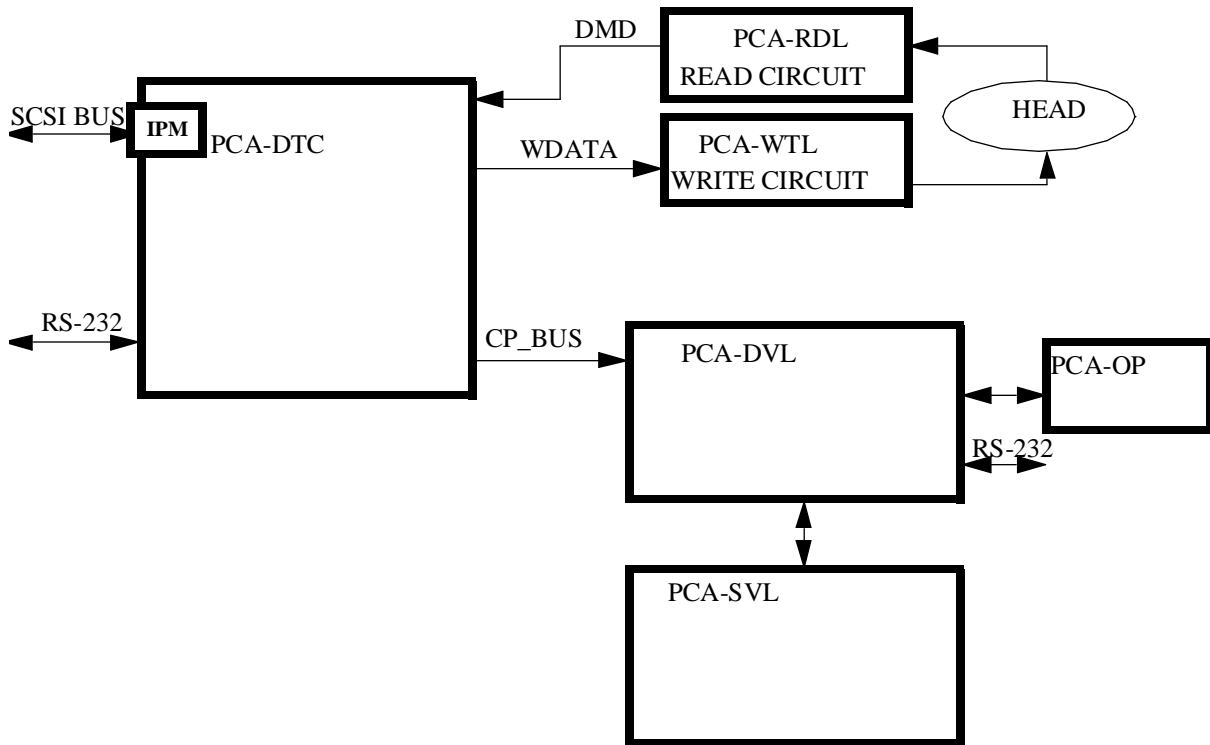 DMD
PCA-RDL
READ CIRCUIT
HEAD
SCSI BUS
IPM
PCA-DTC
WDATA
PCA-WTL
WRITE CIRCUIT
RS-232
CP_BUS
PCA-DVL
PCA-OP
RS-232
PCA-SVL